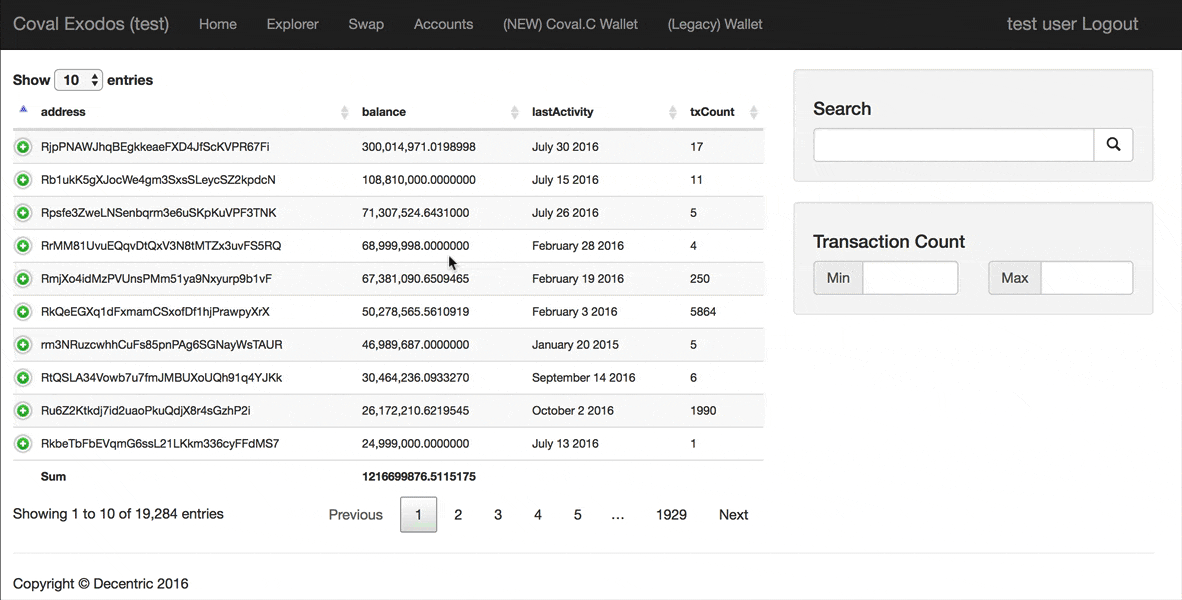 Coval Exodos (test) Home Explorer Swap Accounts (NEW) Coval.C Wallet (Legacy) Wallet test user Logout
Show 10 entries
address balance lastActivity txCount
RjpPNAWJhqBEgkkeaeFXD4JfScKVPR67Fi 300,014,971.0198998 July 30 2016 17
Rb1ukK5gXJocWe4gm3SxsSLeycSZ2kpdcN 108,810,000.0000000 July 15 2016 11
Rpsfe3ZweLNSenbqrm3e6uSKpKuVPF3TNK 71,307,524.6431000 July 26 2016 5
RrMM81UvuEQqvDtQxV3N8tMTZx3uvFS5RQ 68,999,998.0000000 February 28 2016 4
RmjXo4idMzPVUnsPMm51ya9Nxyurp9b1vF 67,381,090.6509465 February 19 2016 250
RkQeEGXq1dFxmamCSxofDf1hjPrawpyXrX 50,278,565.5610919 February 3 2016 5864
rm3NRuzcwhhCuFs85pnPAg6SGNayWsTAUR 46,989,687.0000000 January 20 2015 5
RtQSLA34Vowb7u7fmJMBUXoUQh91q4YJKk 30,464,236.0933270 September 14 2016 6
Ru6Z2Ktkdj7id2uaoPkuQdjX8r4sGzhP2i 26,172,210.6219545 October 2 2016 1990
RkbeTbFbEVqmG6ssL21LKkm336cyFFdMS7 24,999,000.0000000 July 13 2016 1
Sum 1216699876.5115175
Showing 1 to 10 of 19,284 entries Previous 1 2 3 4 5 … 1929 Next
Search
Transaction Count
Min Max
Copyright © Decentric 2016